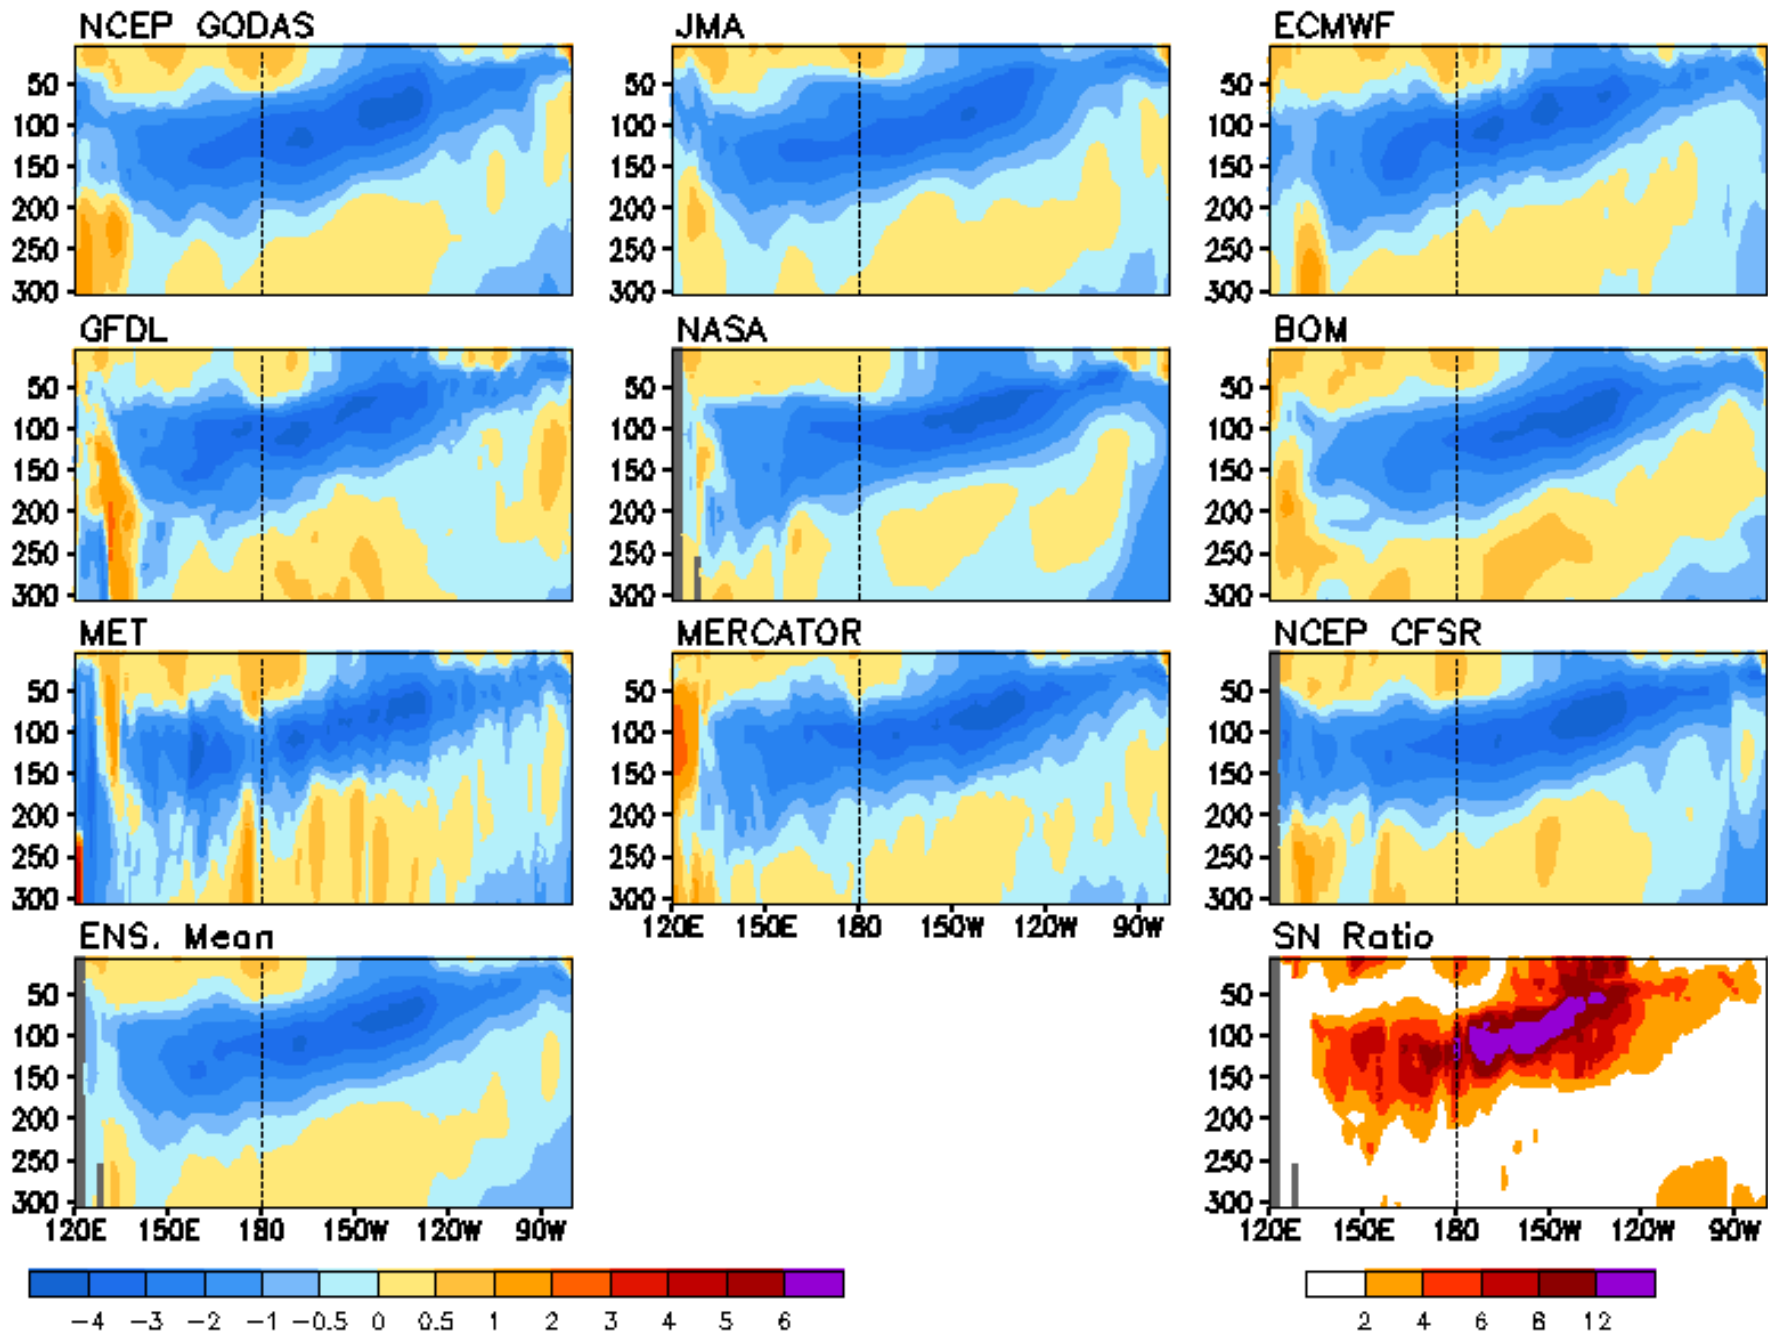 NCEP GODAS JMA ECMWF
50 50 50
100 100 100
150 150 150
200 200 200
250 250 250
300 300 300
GFDL NASA BOM
50 50 50
100 100 100
150 150 150
200 200 200
250 250 250
300 300 300
MET MERCATOR NCEP CFSR
50 50 50
100 100 100
150 150 150
200 200 200
250 250 250
300 300 300
120E 150E 180 150W 120W 90W
ENS. Mean SN Ratio
50 50
100 100
150 150
200 200
250 250
300 300
120E 150E 180 150W 120W 90W 120E 150E 180 150W 120W 90W
-4 -3 -2 -1 -0.5 0 0.5 1 2 3 4 5 6 2 4 6 8 12